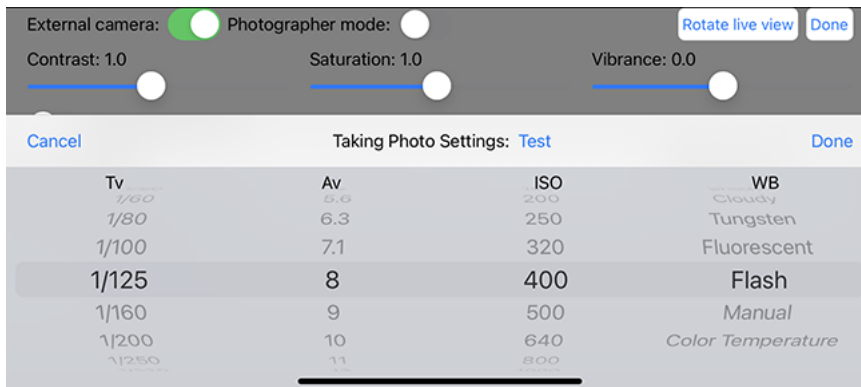 External camera: Photographer mode: Rotate live view Done
Contrast: 1.0 Saturation: 1.0 Vibrance: 0.0
Cancel Taking Photo Settings: Test Done
Tv Av ISO WB
1/60 5.6 200 Cloudy
1/80 6.3 250 Tungsten
1/100 7.1 320 Fluorescent
1/125 8 400 Flash
1/160 9 500 Manual
1/200 10 640 Color Temperature
1/250 11 800